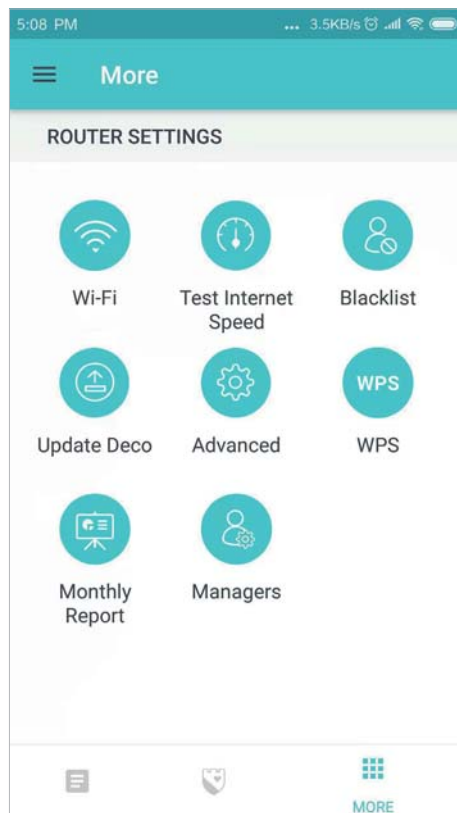 5:08 PM ... 3.5KB/s
More
ROUTER SETTINGS
Wi-Fi
Test Internet
Speed
Blacklist
Update Deco
Advanced
WPS
WPS
Monthly
Report
Managers
MORE